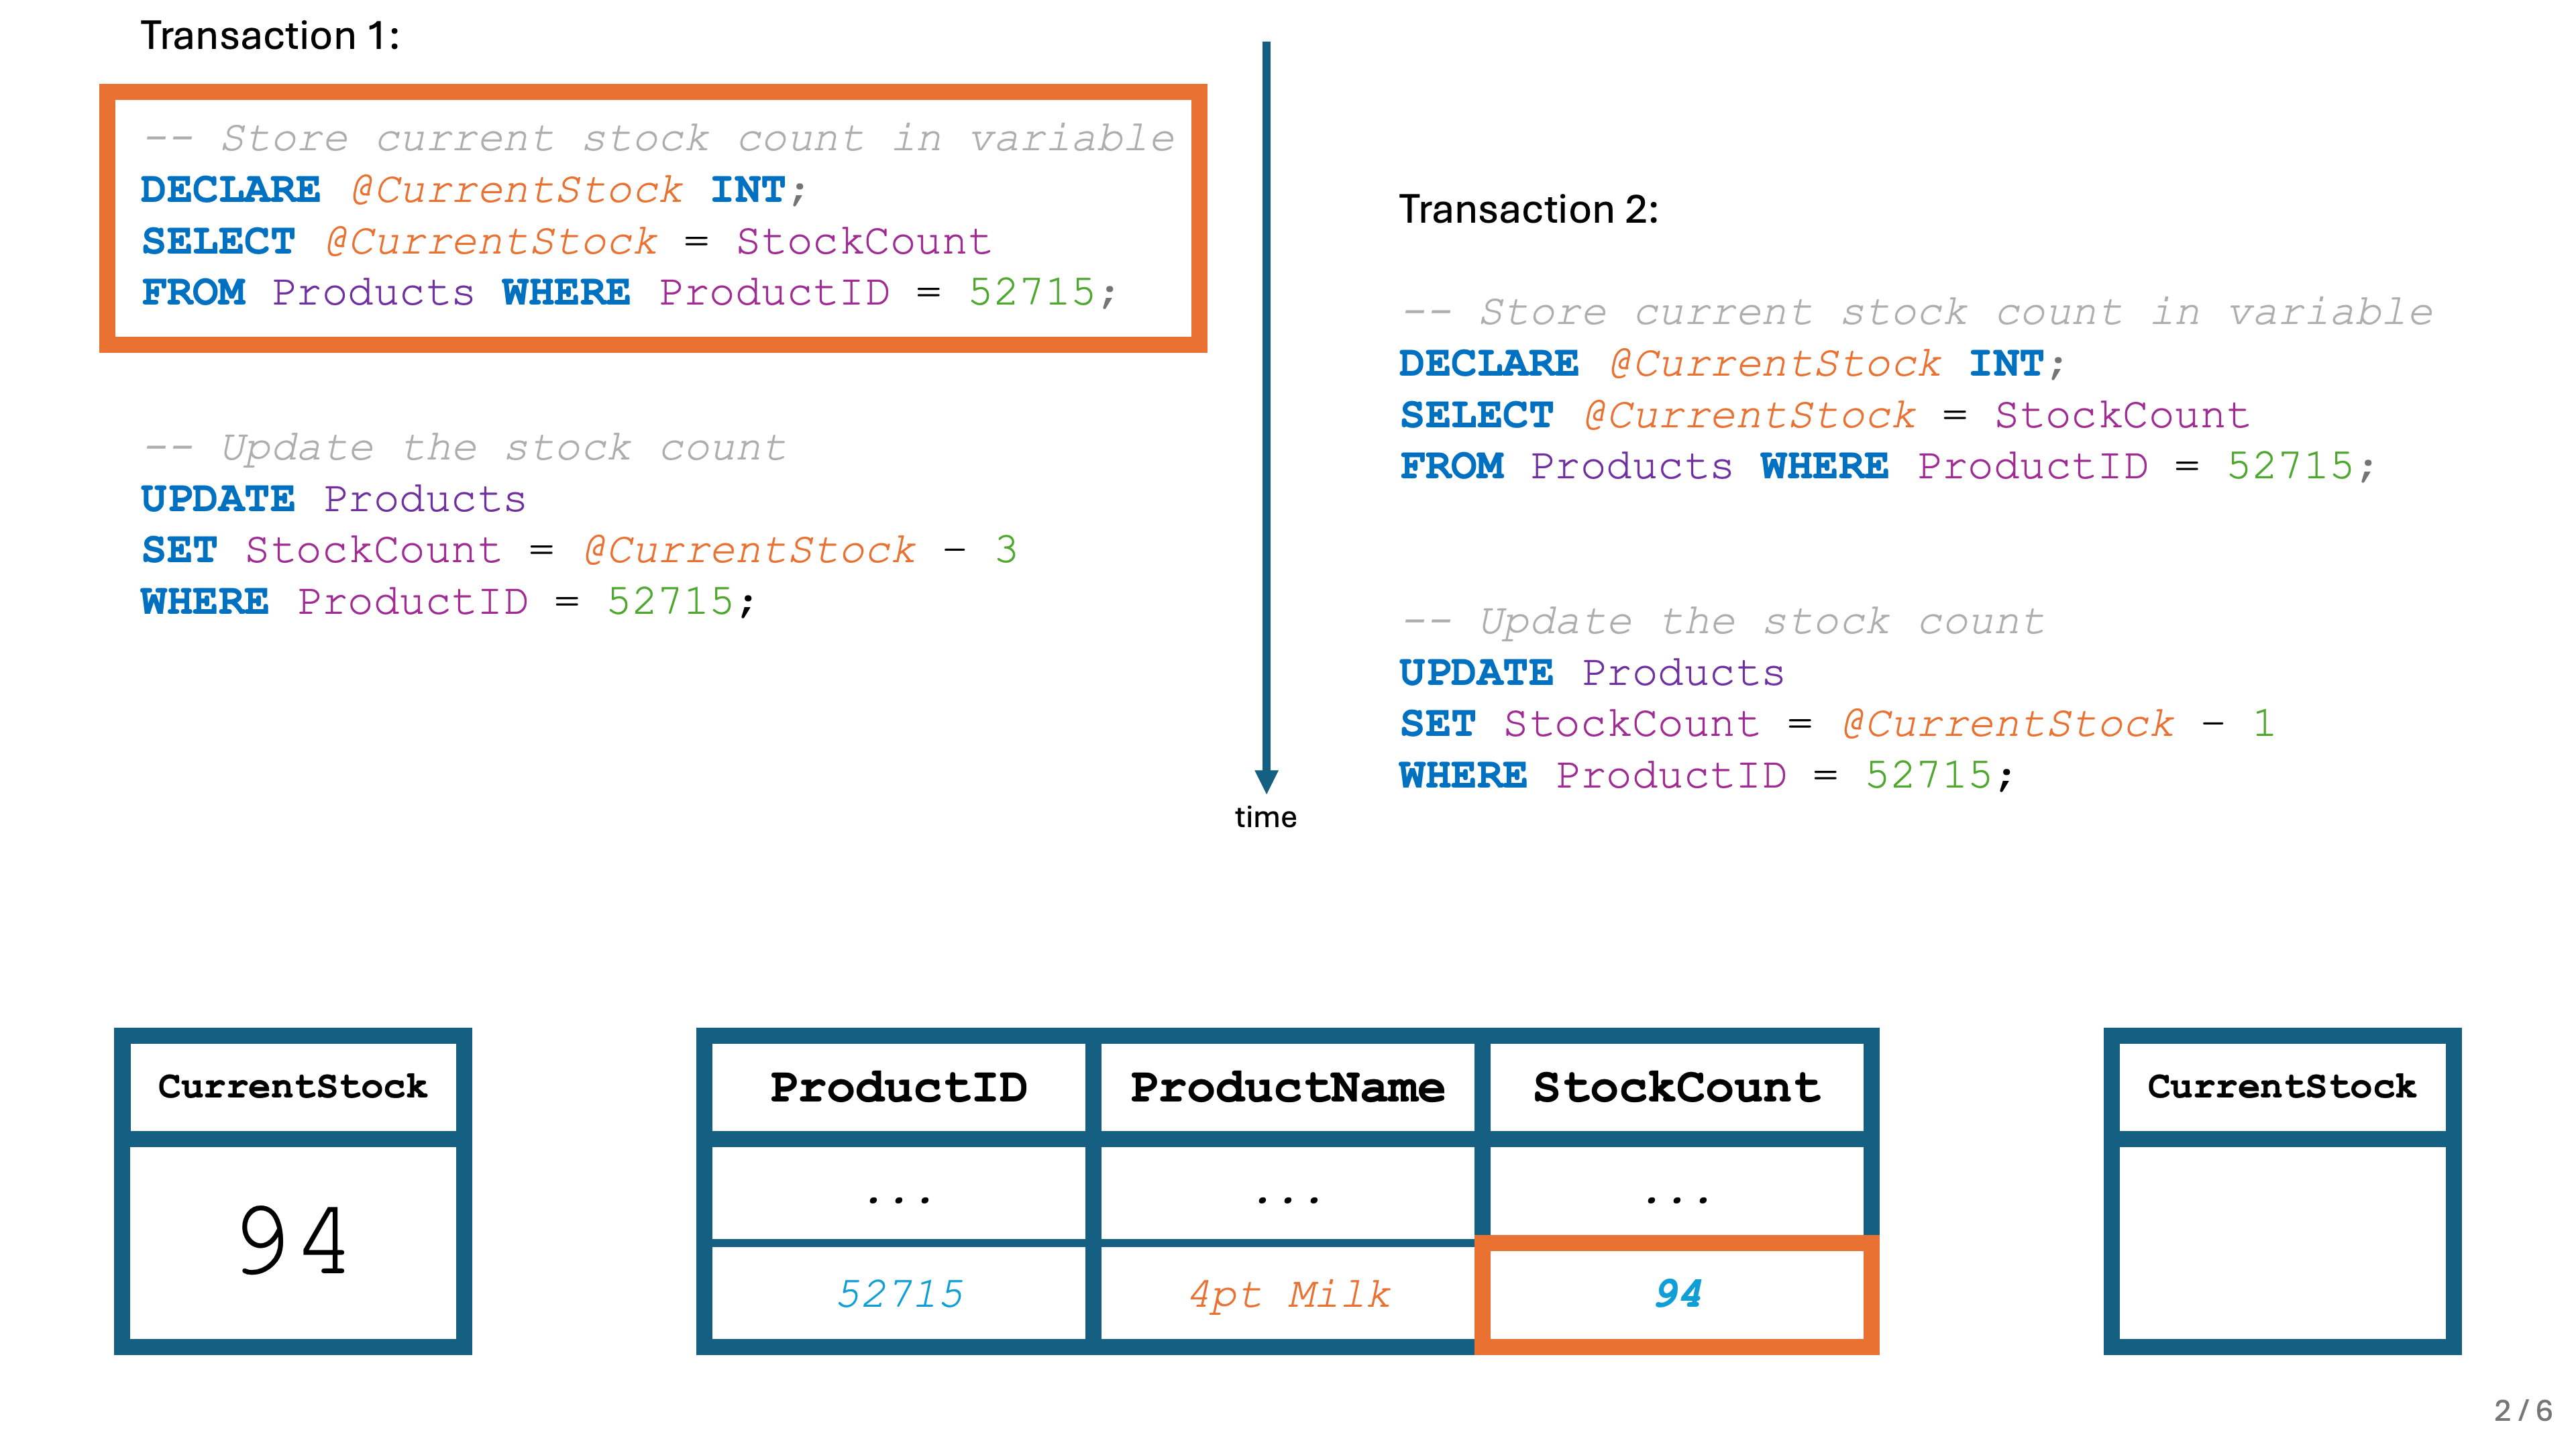 Transaction 1:
-- Store current stock count in variable
DECLARE @CurrentStock INT;
SELECT @CurrentStock = StockCount
FROM Products WHERE ProductID = 52715;
-- Update the stock count
UPDATE Products
SET StockCount = @CurrentStock - 3
WHERE ProductID = 52715;
time
Transaction 2:
-- Store current stock count in variable
DECLARE @CurrentStock INT;
SELECT @CurrentStock = StockCount
FROM Products WHERE ProductID = 52715;
-- Update the stock count
UPDATE Products
SET StockCount = @CurrentStock - 1
WHERE ProductID = 52715;
CurrentStock
94
ProductID ProductName StockCount
... ... ...
52715 4pt Milk 94
CurrentStock
2 / 6